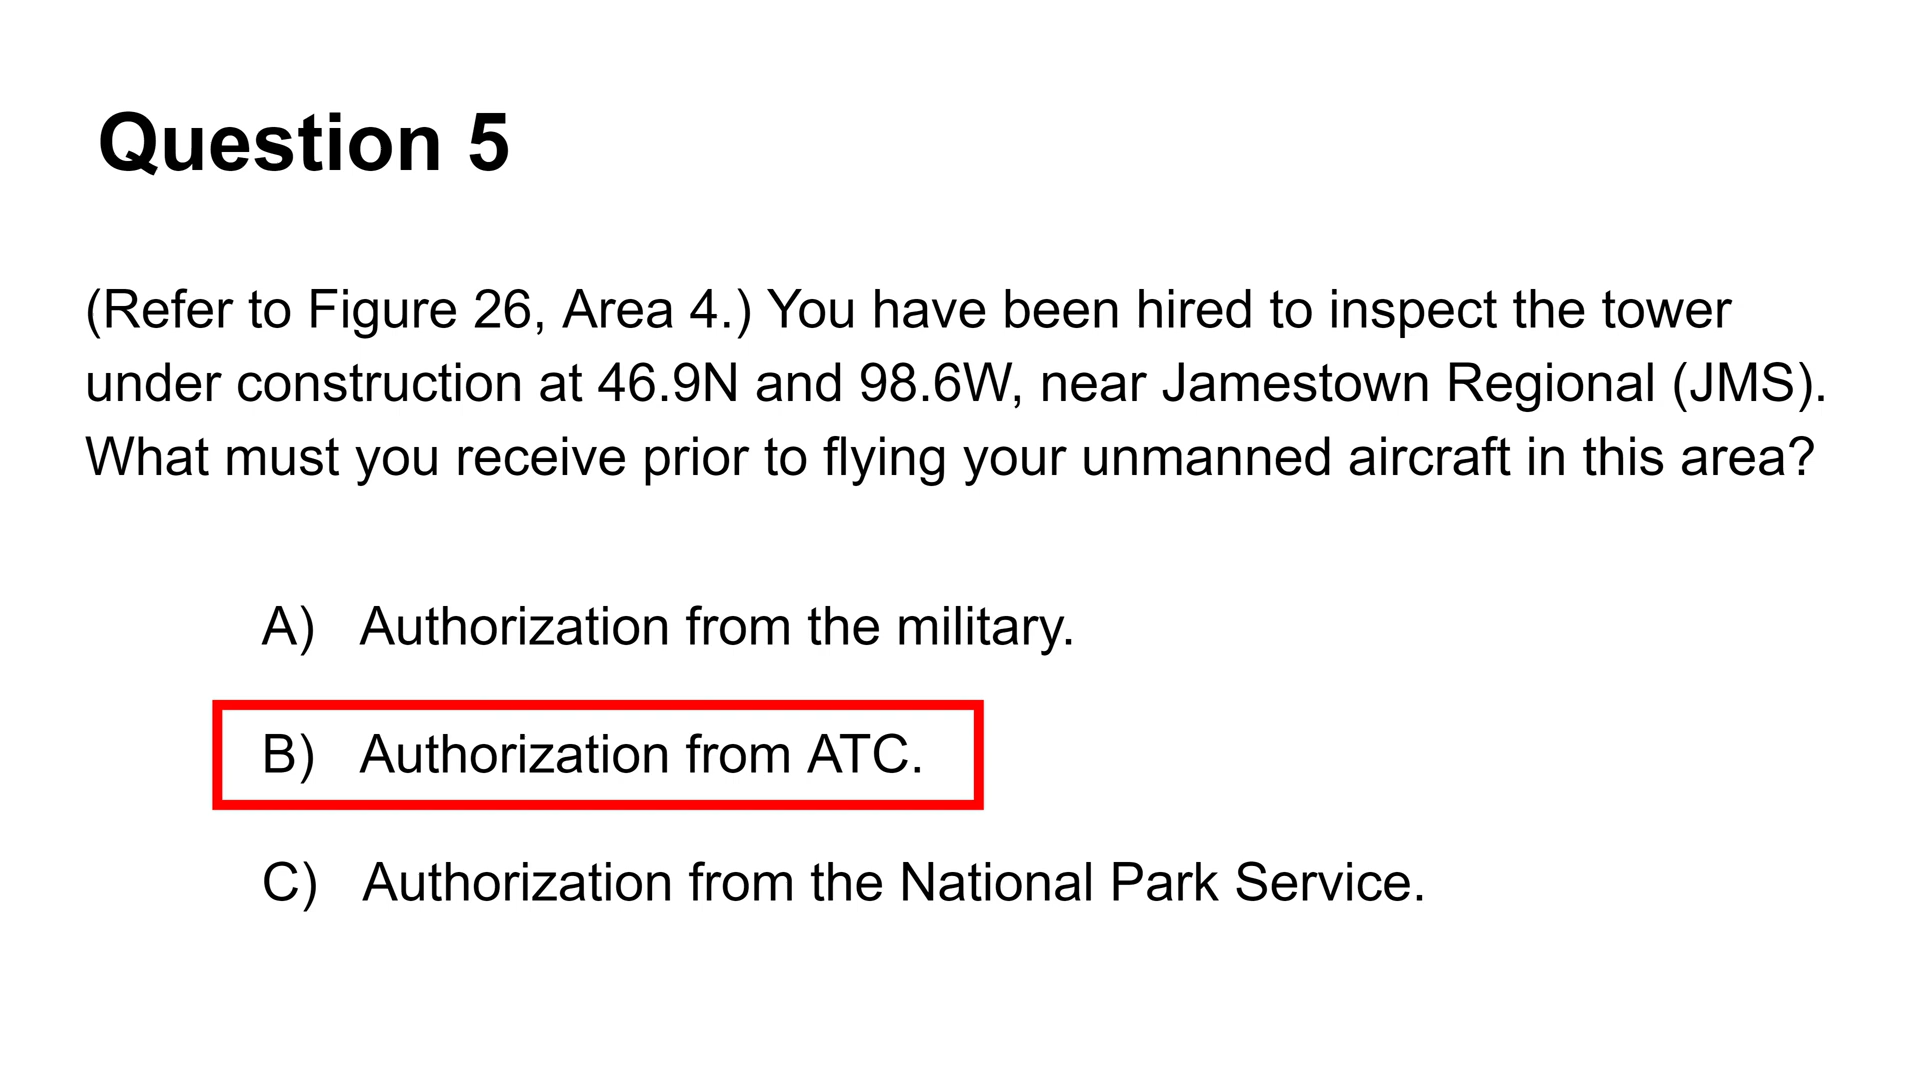 Question 5
(Refer to Figure 26, Area 4.) You have been hired to inspect the tower
under construction at 46.9N and 98.6W, near Jamestown Regional (JMS).
What must you receive prior to flying your unmanned aircraft in this area?
A) Authorization from the military.
B) Authorization from ATC.
C) Authorization from the National Park Service.